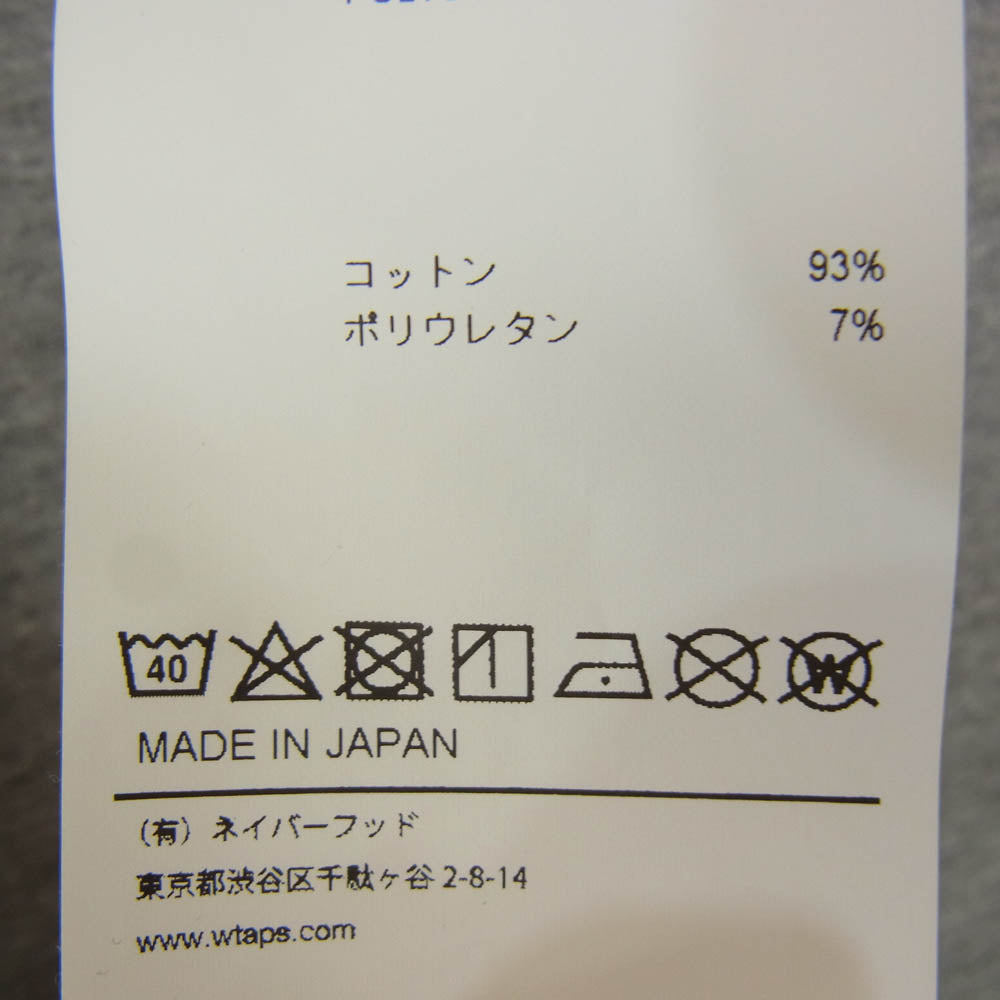 コットン 93%
ポリウレタン 7%
40
W
MADE IN JAPAN
(有) ネイバーフッド
東京都渋谷区千駄ヶ谷 2-8-14
www.wtaps.com